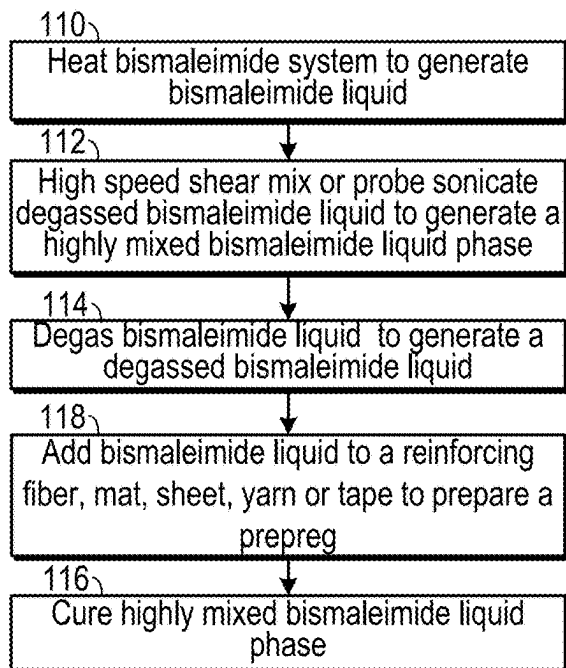 110
Heat bismaleimide system to generate
bismaleimide liquid
112
High speed shear mix or probe sonicate
degassed bismaleimide liquid to generate a
highly mixed bismaleimide liquid phase
114
Degas bismaleimide liquid to generate a
degassed bismaleimide liquid
118
Add bismaleimide liquid to a reinforcing
fiber, mat, sheet, yarn or tape to prepare a
prepreg
116
Cure highly mixed bismaleimide liquid
phase